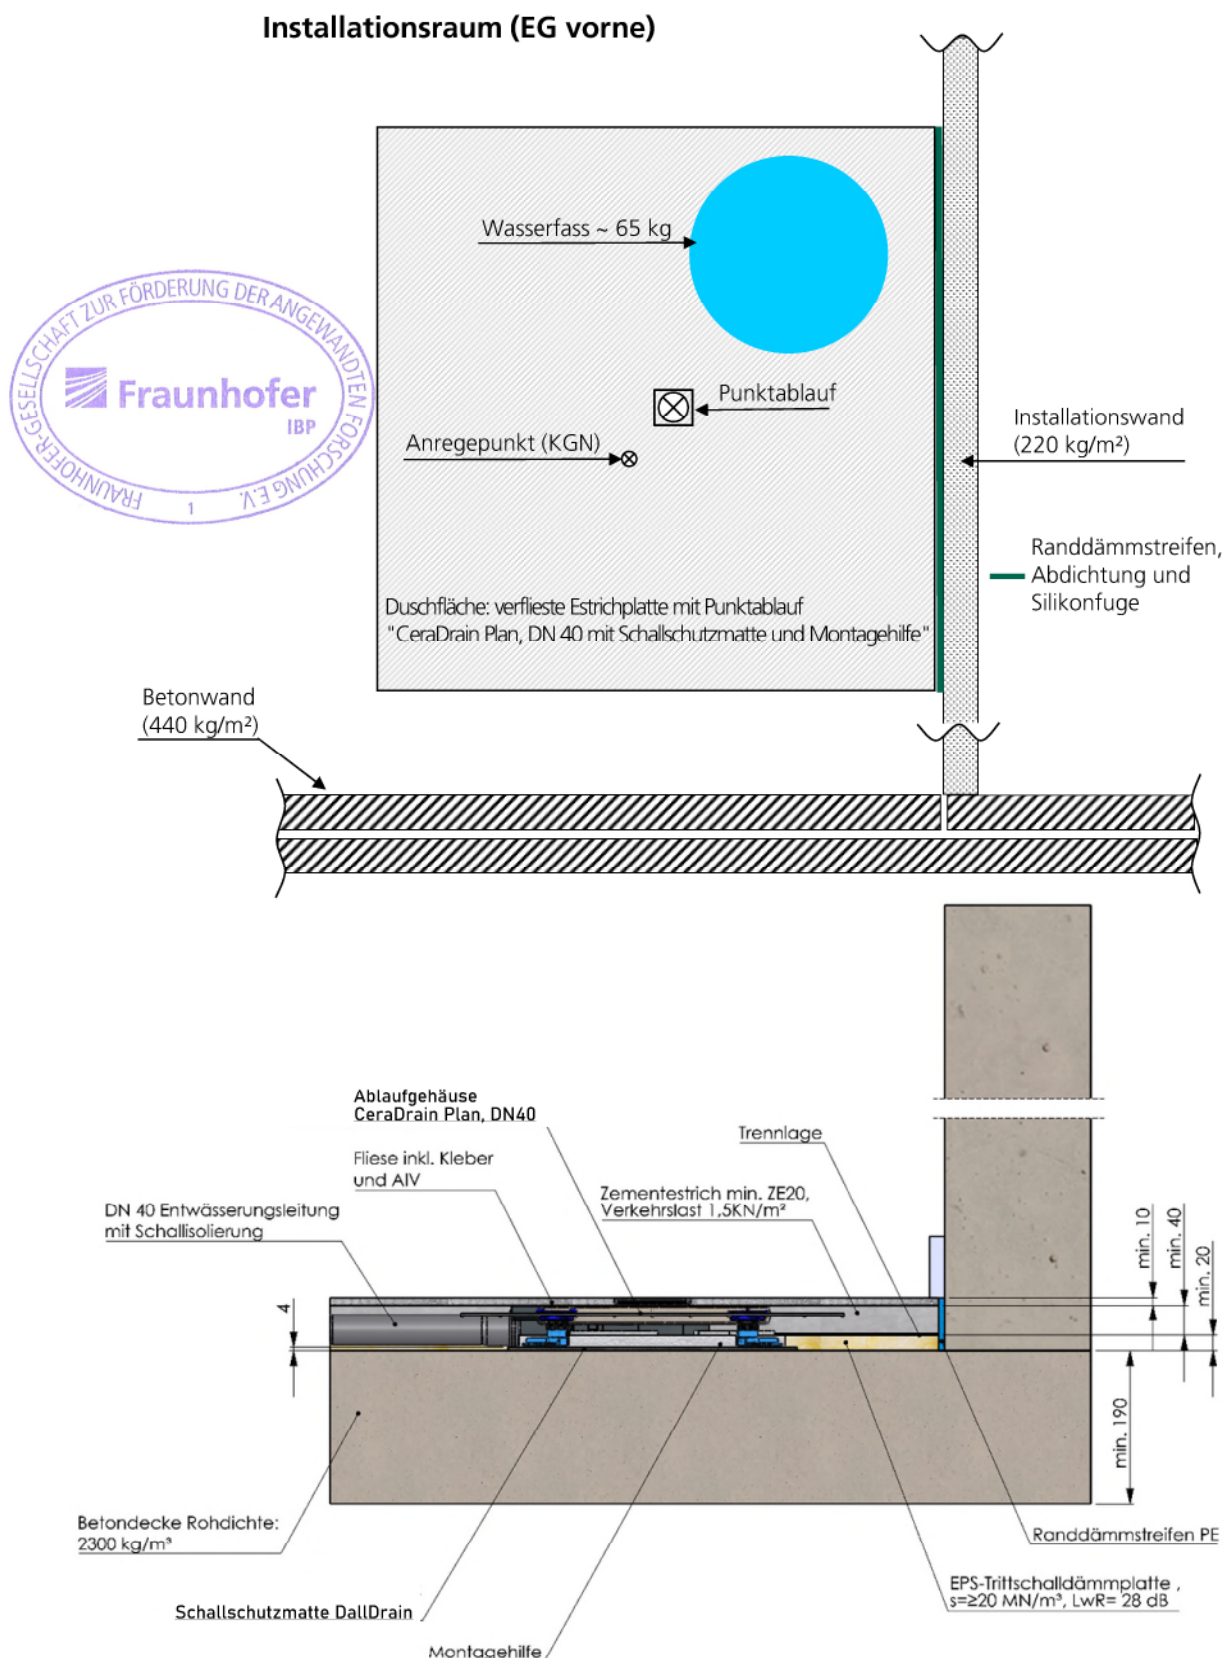 Installationsraum (EG vorne)
Wasserfass ~ 65 kg
FRAUNHOFER-GESELLSCHAFT ZUR FÖRDERUNG DER ANGEWANDTEN FORSCHUNG E.V.
Fraunhofer
IBP
1
Punktablauf
Anregepunkt (KGN)
Installationswand
(220 kg/m²)
Randdämmstreifen,
Abdichtung und
Silikonfuge
Duschfläche: verflieste Estrichplatte mit Punktablauf
"CeraDrain Plan, DN 40 mit Schallschutzmatte und Montagehilfe"
Betonwand
(440 kg/m²)
Ablaufgehäuse
CeraDrain Plan, DN40
Trennlage
Fliese inkl. Kleber
und AIV
Zementestrich min. ZE20,
Verkehrslast 1,5KN/m²
DN 40 Entwässerungsleitung
mit Schallisolierung
min. 10
min. 40
min. 20
4
min. 190
Betondecke Rohdichte:
2300 kg/m³
Randdämmstreifen PE
EPS-Trittschalldämmplatte ,
s=≥20 MN/m³, LwR= 28 dB
Schallschutzmatte DallDrain
Montagehilfe